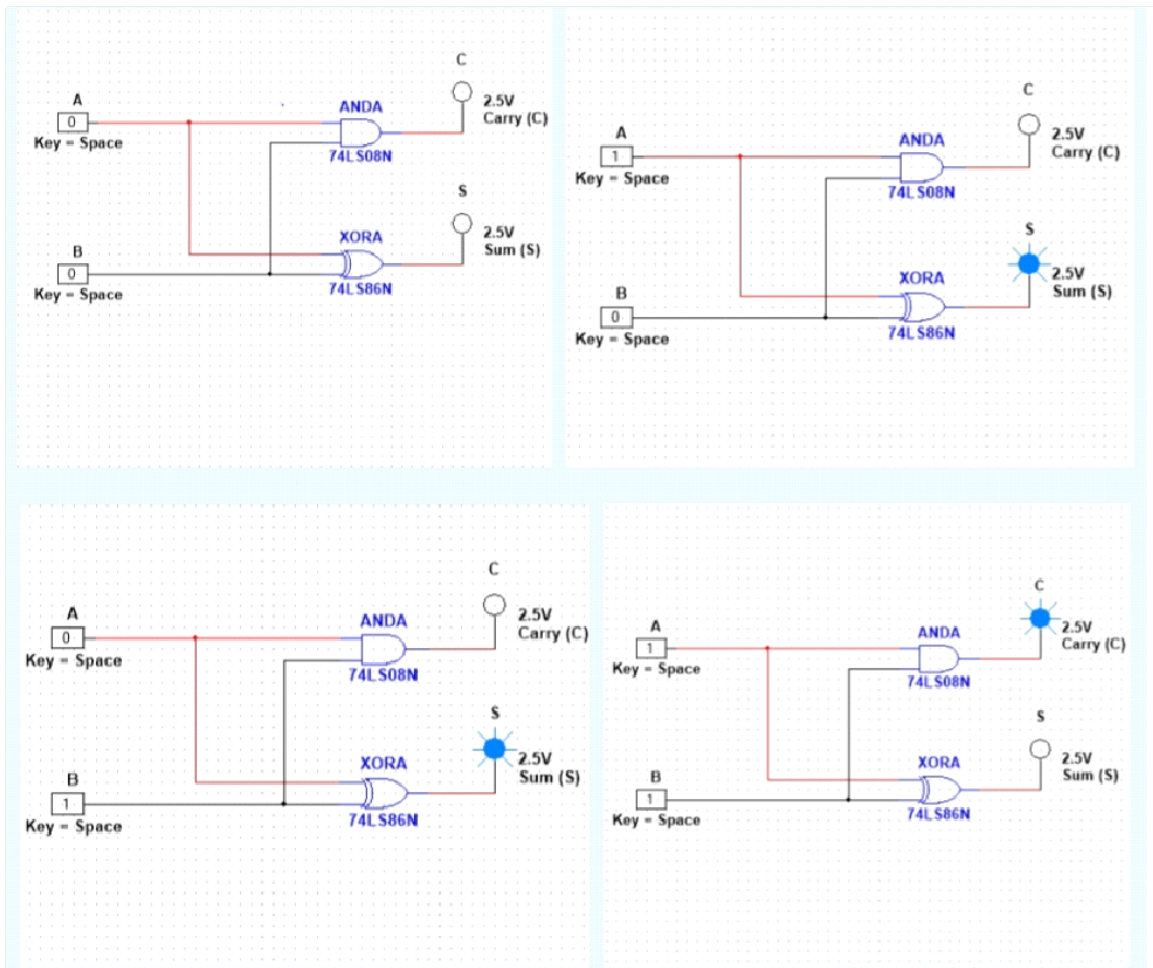 C
A
ANDA
2.5V
0
Carry (C)
Key = Space
74LS08N
S
B
XORA
2.5V
Sum (S)
0
Key = Space
74LS86N
C
A
ANDA
2.5V
1
Carry (C)
Key = Space
74LS08N
S
B
XORA
2.5V
Sum (S)
0
Key = Space
74LS86N
C
A
ANDA
2.5V
0
Carry (C)
Key = Space
74LS08N
S
B
XORA
2.5V
Sum (S)
1
Key = Space
74LS86N
C
A
ANDA
2.5V
1
Carry (C)
Key = Space
74LS08N
S
B
XORA
2.5V
Sum (S)
1
Key = Space
74LS86N